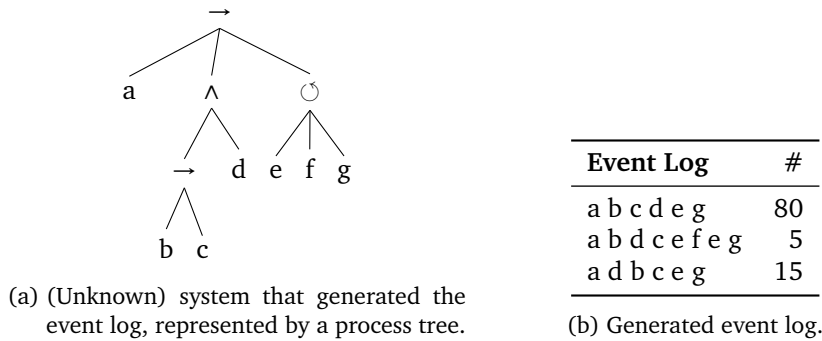 →
a ∧ ↺
→ d e f g
b c
(a) (Unknown) system that generated the
event log, represented by a process tree.
Event Log #
a b c d e g 80
a b d c e f e g 5
a d b c e g 15
(b) Generated event log.